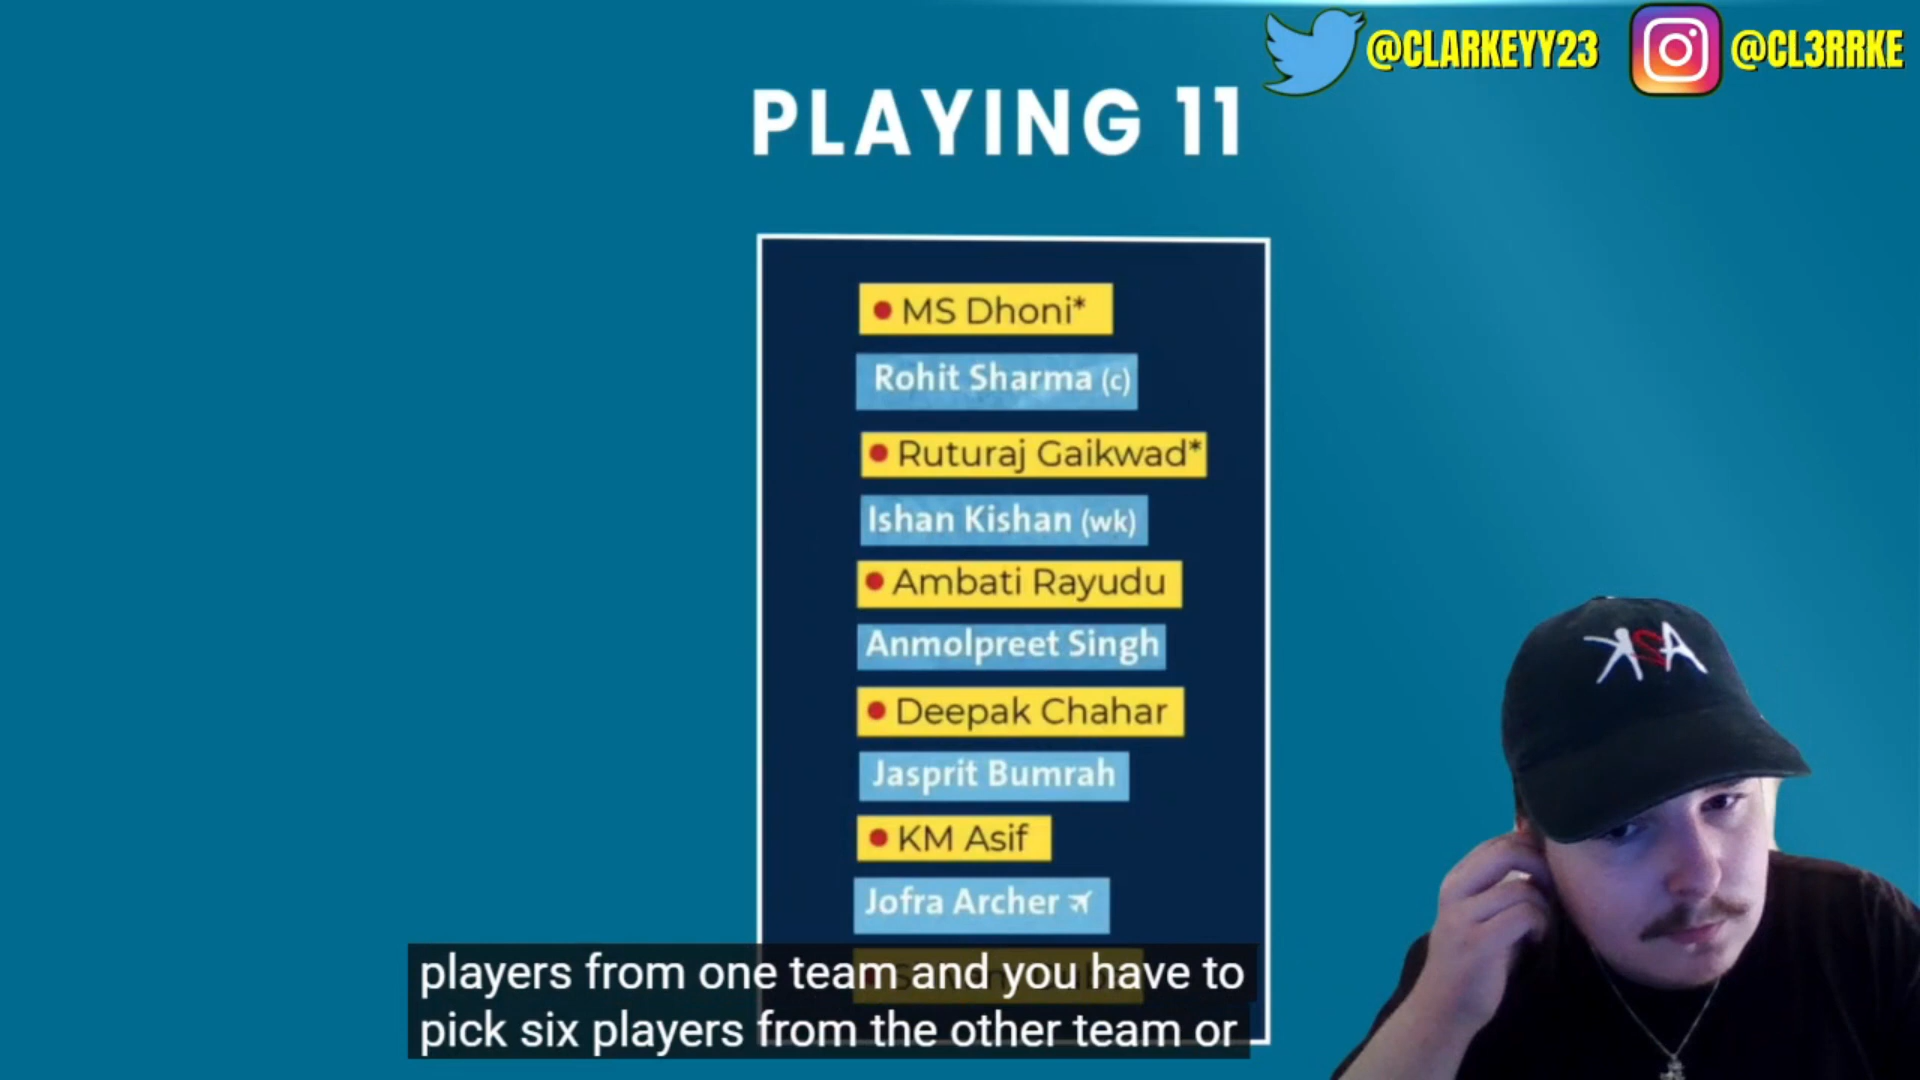 @CLARKEYY23 @CL3RRKE
PLAYING 11
MS Dhoni*
Rohit Sharma (c)
Ruturaj Gaikwad*
Ishan Kishan (wk)
Ambati Rayudu
Anmolpreet Singh
Deepak Chahar
Jasprit Bumrah
KM Asif
Jofra Archer
players from one team and you have to
pick six players from the other team or